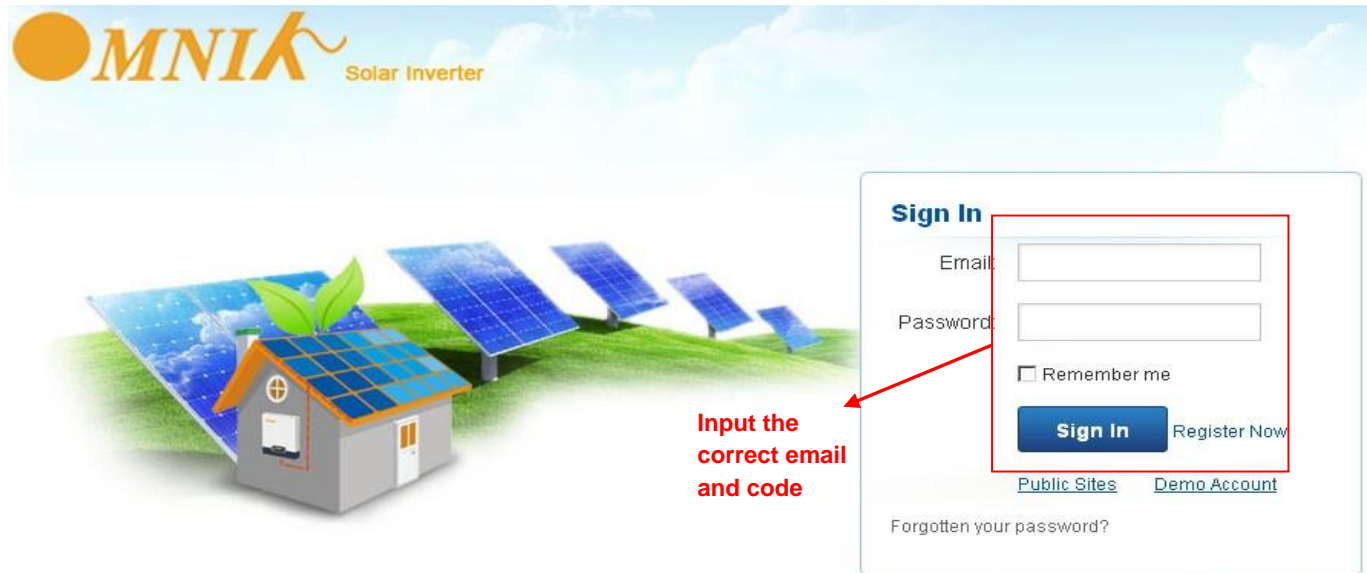 OMNIK Solar Inverter
Sign In
Email:
Password:
Remember me
Sign In Register Now
Public Sites Demo Account
Forgotten your password?
Input the
correct email
and code